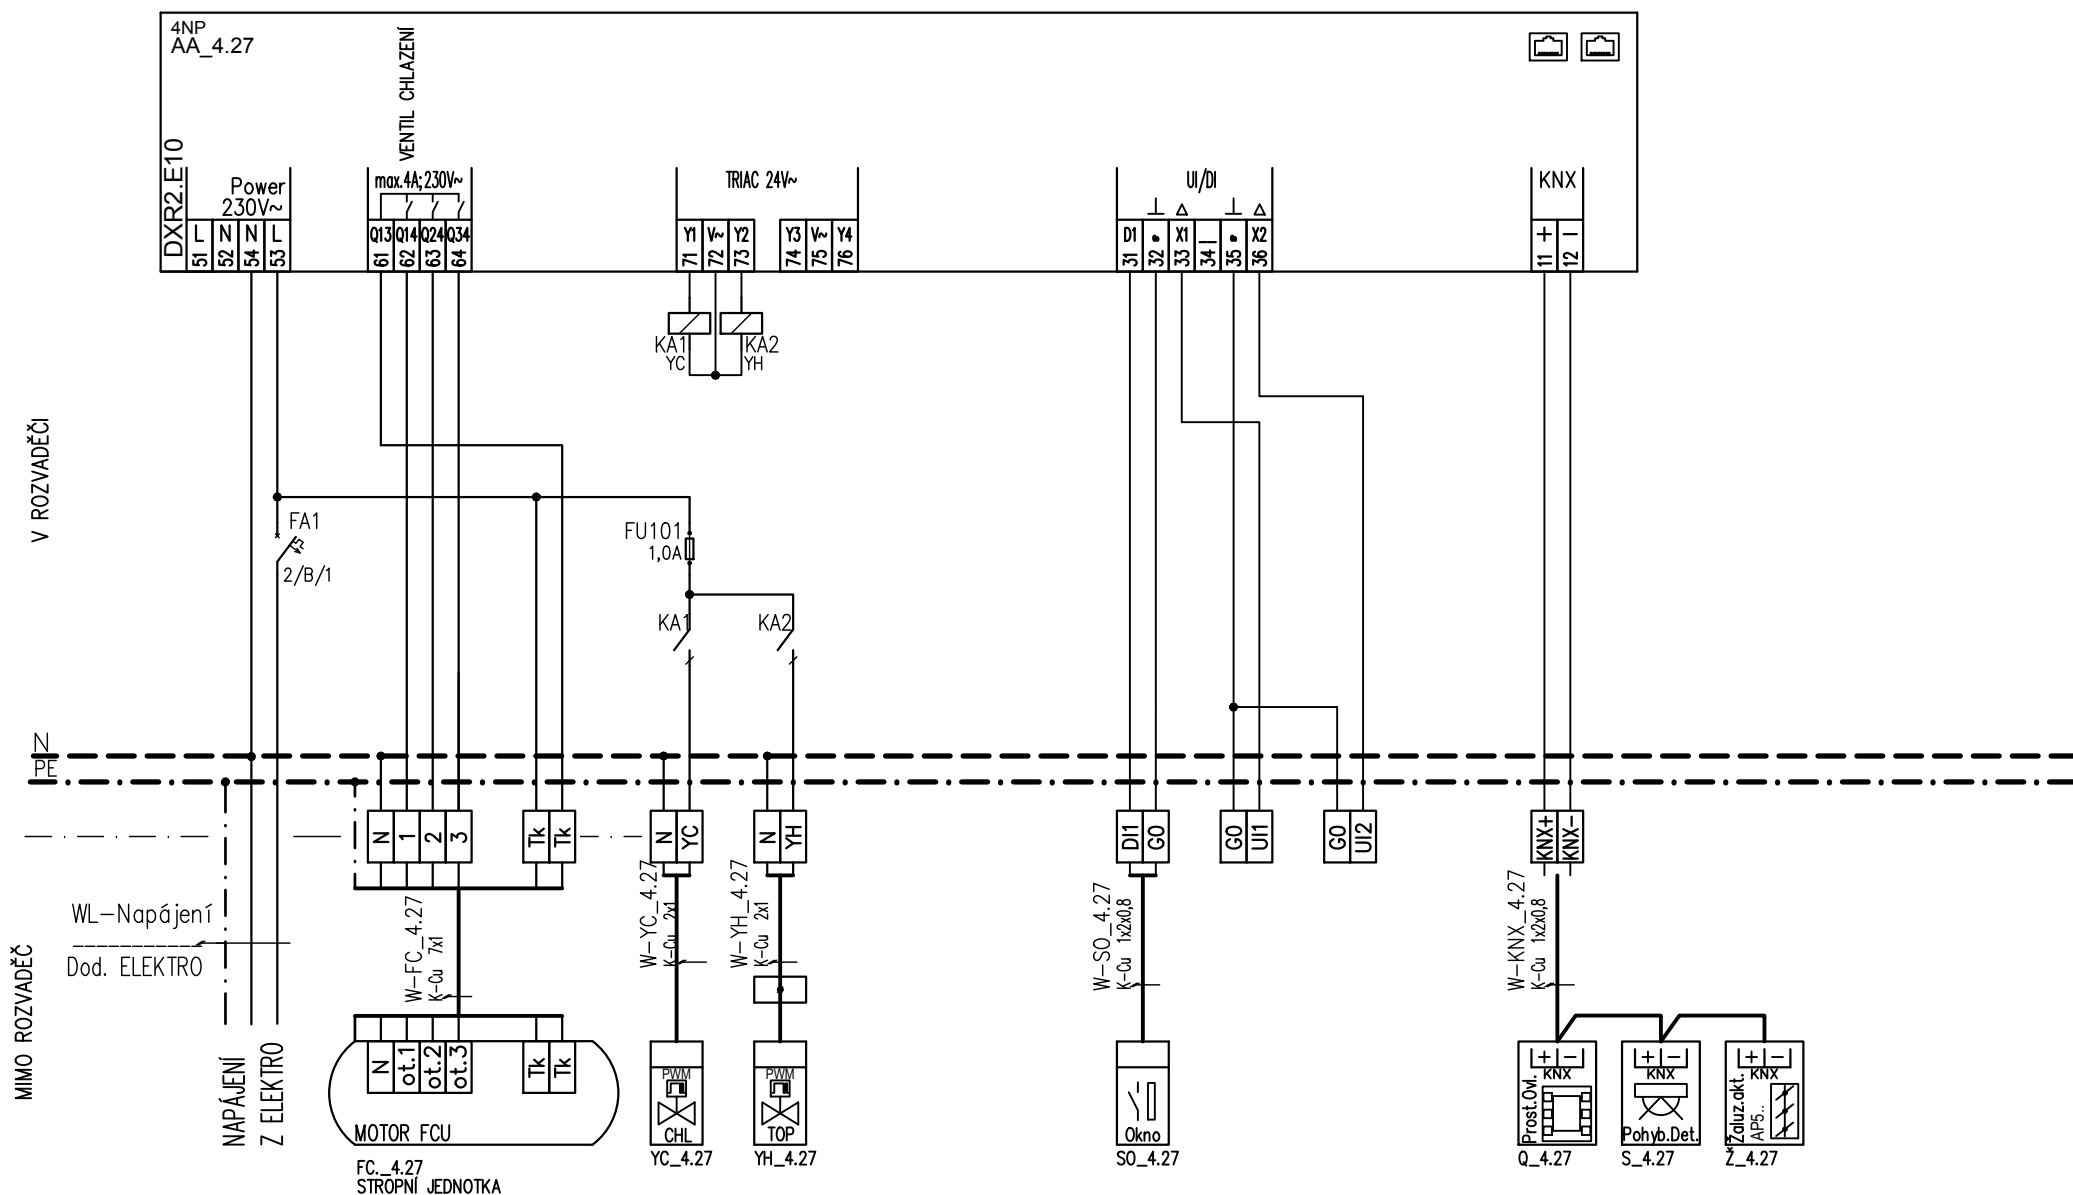 4NP
AA_4.27
DXR2.E10
Power
230V~
L N N L
51 52 54 53
VENTIL CHLAZENÍ
max.4A;230V~
Q13 Q14 Q24 Q34
61 62 63 64
TRIAC 24V~
Y1 V~ Y2 Y3 V~ Y4
71 72 73 74 75 76
UI/DI
D1 X1 X2
31 32 33 34 35 36
KNX
+ −
11 12
KA1
YC
KA2
YH
V ROZVADĚČI
FA1
2/B/1
FU101
1,0A
KA1
KA2
N
PE
N 1 2 3 Tk Tk
N YC
N YH
DI1 G0
G0 UI1
G0 UI2
KNX+ KNX-
MIMO ROZVADĚČ
WL-Napájení
Dod. ELEKTRO
NAPÁJENÍ
Z ELEKTRO
W-FC_4.27
K-Cu 7x1
W-YC_4.27
K-Cu 2x1
W-YH_4.27
K-Cu 2x1
W-SO_4.27
K-Cu 1x2x0,8
W-KNX_4.27
K-Cu 1x2x0,8
N ot.1 ot.2 ot.3 Tk Tk
MOTOR FCU
FC._4.27
STROPNÍ JEDNOTKA
PWM
CHL
YC_4.27
PWM
TOP
YH_4.27
Okno
SO_4.27
+ −
KNX
Prost.Ovl.
Q_4.27
+ −
KNX
Pohyb.Det.
S_4.27
+ −
KNX
Žaluz.akt.
AP5..
Ž_4.27